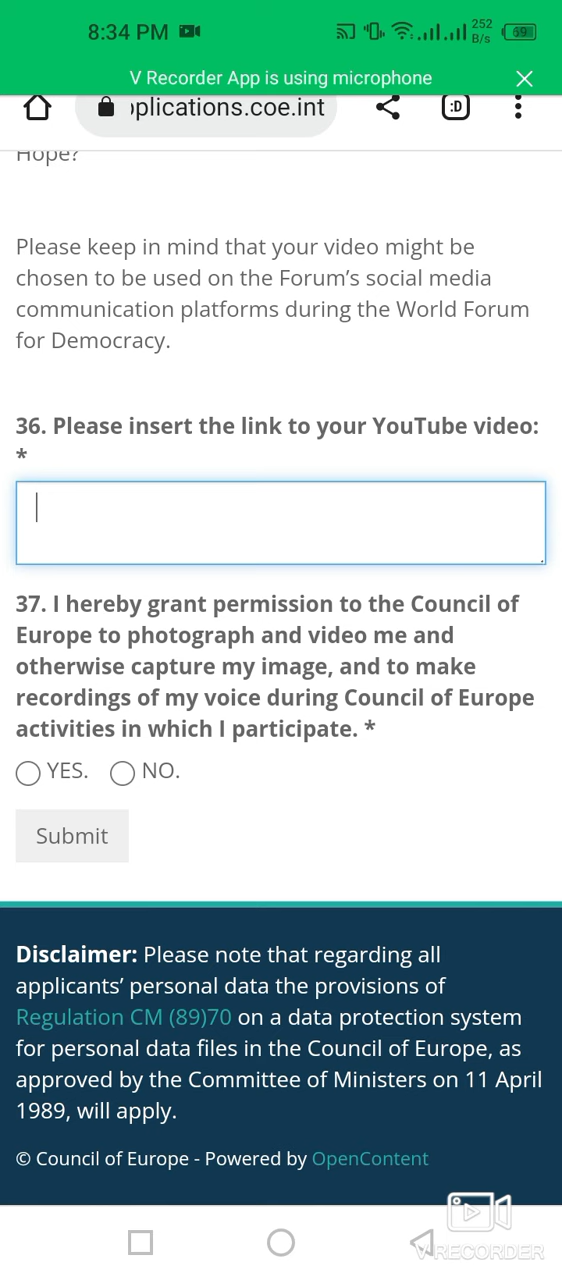 8:34 PM
252
B/s
69
V Recorder App is using microphone
pplications.coe.int
:D
Hope?
Please keep in mind that your video might be
chosen to be used on the Forum’s social media
communication platforms during the World Forum
for Democracy.
36. Please insert the link to your YouTube video:
*
37. I hereby grant permission to the Council of
Europe to photograph and video me and
otherwise capture my image, and to make
recordings of my voice during Council of Europe
activities in which I participate. *
YES. NO.
Submit
Disclaimer: Please note that regarding all
applicants’ personal data the provisions of
Regulation CM (89)70 on a data protection system
for personal data files in the Council of Europe, as
approved by the Committee of Ministers on 11 April
1989, will apply.
© Council of Europe - Powered by OpenContent
VRECORDER